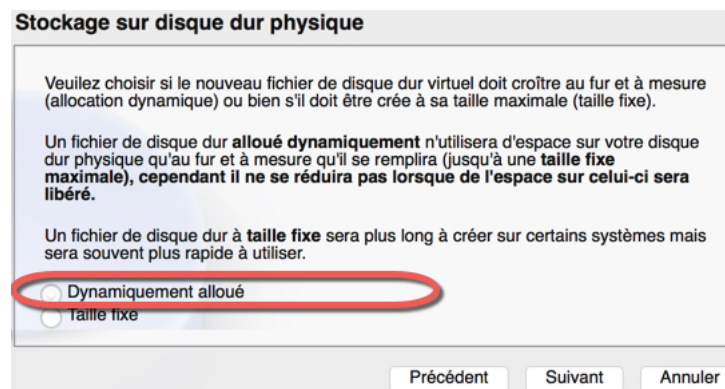 Stockage sur disque dur physique
Veuilez choisir si le nouveau fichier de disque dur virtuel doit croître au fur et à mesure
(allocation dynamique) ou bien s'il doit être crée à sa taille maximale (taille fixe).
Un fichier de disque dur alloué dynamiquement n'utilisera d'espace sur votre disque
dur physique qu'au fur et à mesure qu'il se remplira (jusqu'à une taille fixe
maximale), cependant il ne se réduira pas lorsque de l'espace sur celui-ci sera
libéré.
Un fichier de disque dur à taille fixe sera plus long à créer sur certains systèmes mais
sera souvent plus rapide à utiliser.
Dynamiquement alloué
Taille fixe
Précédent Suivant Annuler